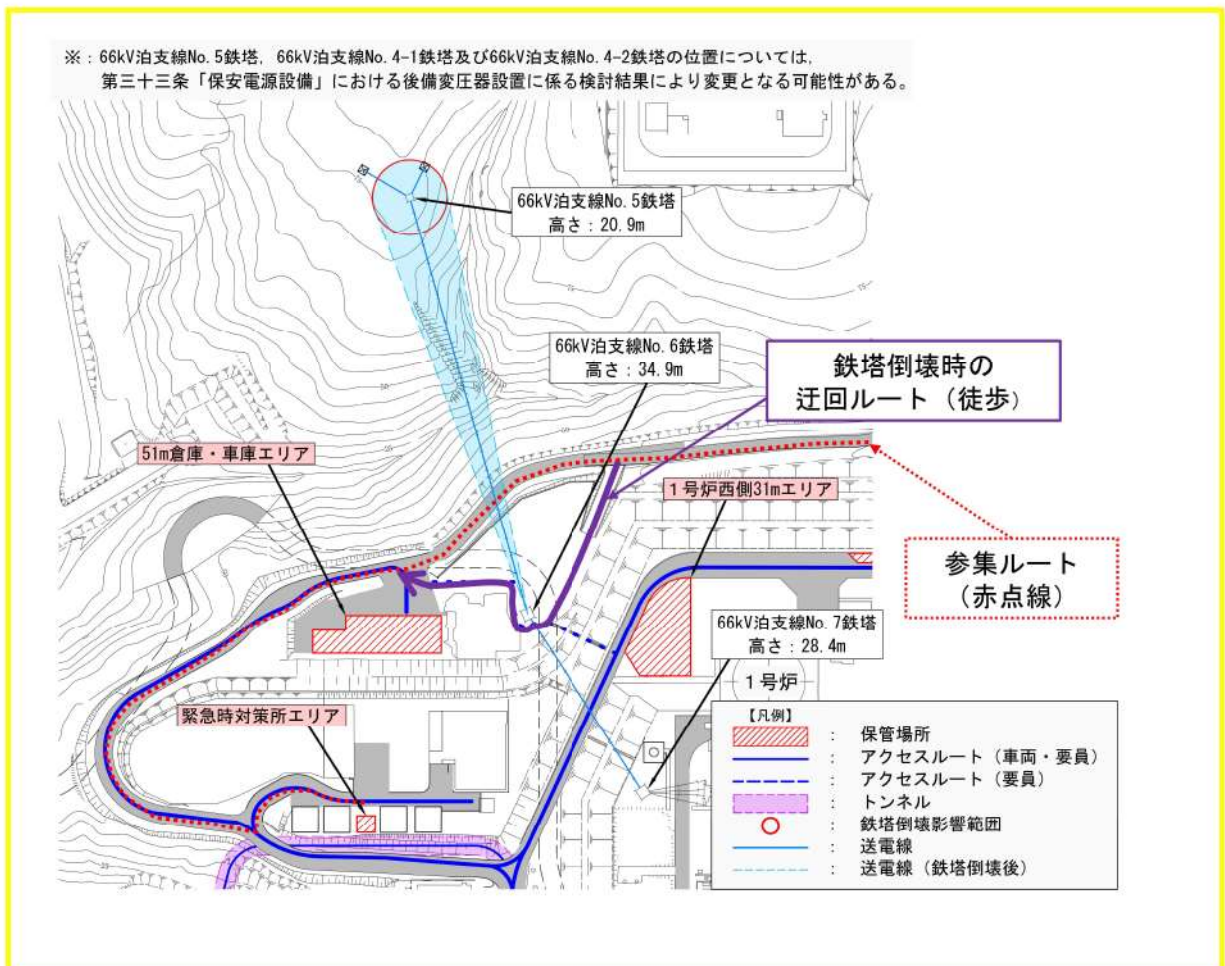 ※：66kV泊支線No.5鉄塔，66kV泊支線No.4-1鉄塔及び66kV泊支線No.4-2鉄塔の位置については，
第三十三条「保安電源設備」における後備変圧器設置に係る検討結果により変更となる可能性がある。
66kV泊支線No.5鉄塔
高さ：20.9m
66kV泊支線No.6鉄塔
高さ：34.9m
鉄塔倒壊時の
迂回ルート（徒歩）
51m倉庫・車庫エリア
１号炉西側31mエリア
参集ルート
（赤点線）
66kV泊支線No.7鉄塔
高さ：28.4m
１号炉
緊急時対策所エリア
【凡例】
： 保管場所
： アクセスルート（車両・要員）
： アクセスルート（要員）
： トンネル
： 鉄塔倒壊影響範囲
： 送電線
： 送電線（鉄塔倒壊後）